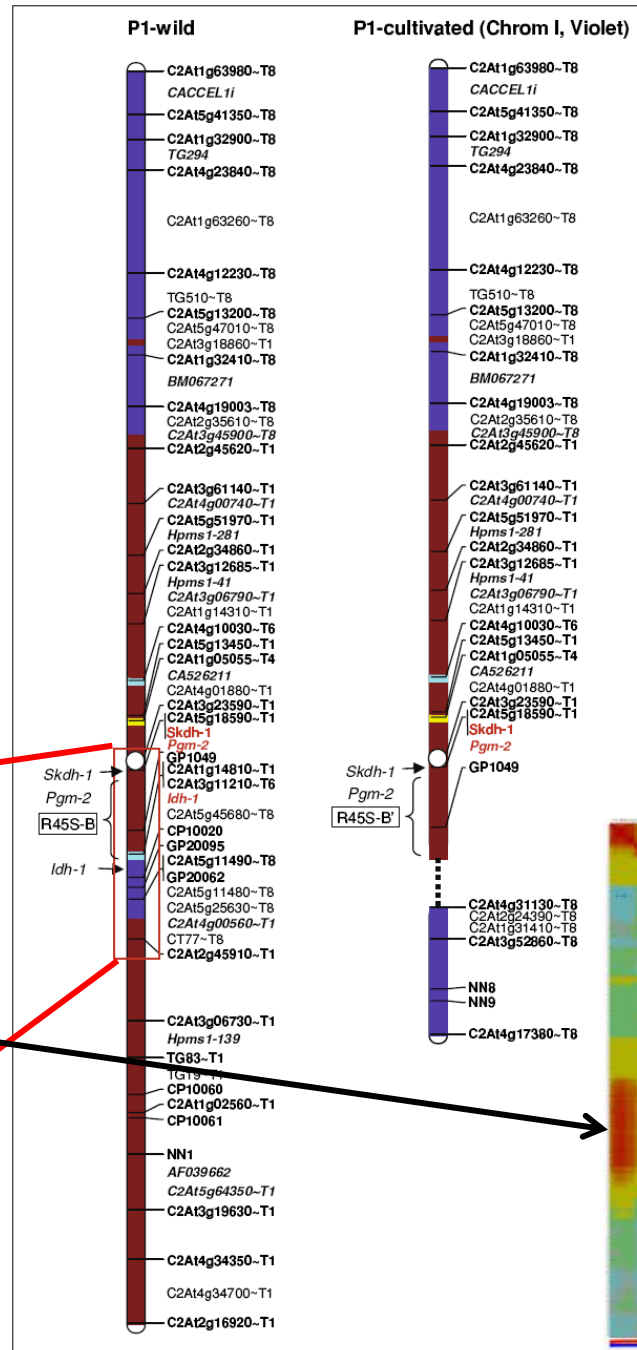 P1-wild
C2At1g63980~T8
CACCEL1i
C2At5g41350~T8
C2At1g32900~T8
TG294
C2At4g23840~T8
C2At1g63260~T8
C2At4g12230~T8
TG510~T8
C2At5g13200~T8
C2At5g47010~T8
C2At3g18860~T1
C2At1g32410~T8
BM067271
C2At4g19003~T8
C2At2g35610~T8
C2At3g45900~T8
C2At2g45620~T1
C2At3g61140~T1
C2At4g00740~T1
C2At5g51970~T1
Hpms1-281
C2At2g34860~T1
C2At3g12685~T1
Hpms1-41
C2At3g06790~T1
C2At1g14310~T1
C2At4g10030~T6
C2At5g13450~T1
C2At1g05055~T4
CA526211
C2At4g01880~T1
C2At3g23590~T1
C2At5g18590~T1
Skdh-1
Pgm-2
GP1049
C2At1g14810~T1
C2At3g11210~T6
Idh-1
C2At5g45680~T8
CP10020
GP20095
C2At5g11490~T8
GP20062
C2At5g11480~T8
C2At5g25630~T8
C2At4g00560~T1
CT77~T8
C2At2g45910~T1
C2At3g06730~T1
Hpms1-139
TG83~T1
TG19~T1
CP10060
C2At1g02560~T1
CP10061
NN1
AF039662
C2At5g64350~T1
C2At3g19630~T1
C2At4g34350~T1
C2At4g34700~T1
C2At2g16920~T1
Skdh-1
Pgm-2
R45S-B
Idh-1
P1-cultivated (Chrom I, Violet)
C2At1g63980~T8
CACCEL1i
C2At5g41350~T8
C2At1g32900~T8
TG294
C2At4g23840~T8
C2At1g63260~T8
C2At4g12230~T8
TG510~T8
C2At5g13200~T8
C2At5g47010~T8
C2At3g18860~T1
C2At1g32410~T8
BM067271
C2At4g19003~T8
C2At2g35610~T8
C2At3g45900~T8
C2At2g45620~T1
C2At3g61140~T1
C2At4g00740~T1
C2At5g51970~T1
Hpms1-281
C2At2g34860~T1
C2At3g12685~T1
Hpms1-41
C2At3g06790~T1
C2At1g14310~T1
C2At4g10030~T6
C2At5g13450~T1
C2At1g05055~T4
CA526211
C2At4g01880~T1
C2At3g23590~T1
C2At5g18590~T1
Skdh-1
Pgm-2
GP1049
Skdh-1
Pgm-2
R45S-B'
C2At4g31130~T8
C2At2g24390~T8
C2At1g31410~T8
C2At3g52860~T8
NN8
NN9
C2At4g17380~T8